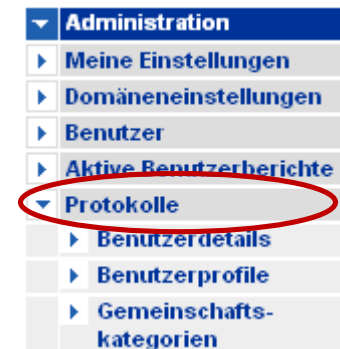 Administration
Meine Einstellungen
Domäneneinstellungen
Benutzer
Aktive Benutzerberichte
Protokolle
Benutzerdetails
Benutzerprofile
Gemeinschafts-
kategorien